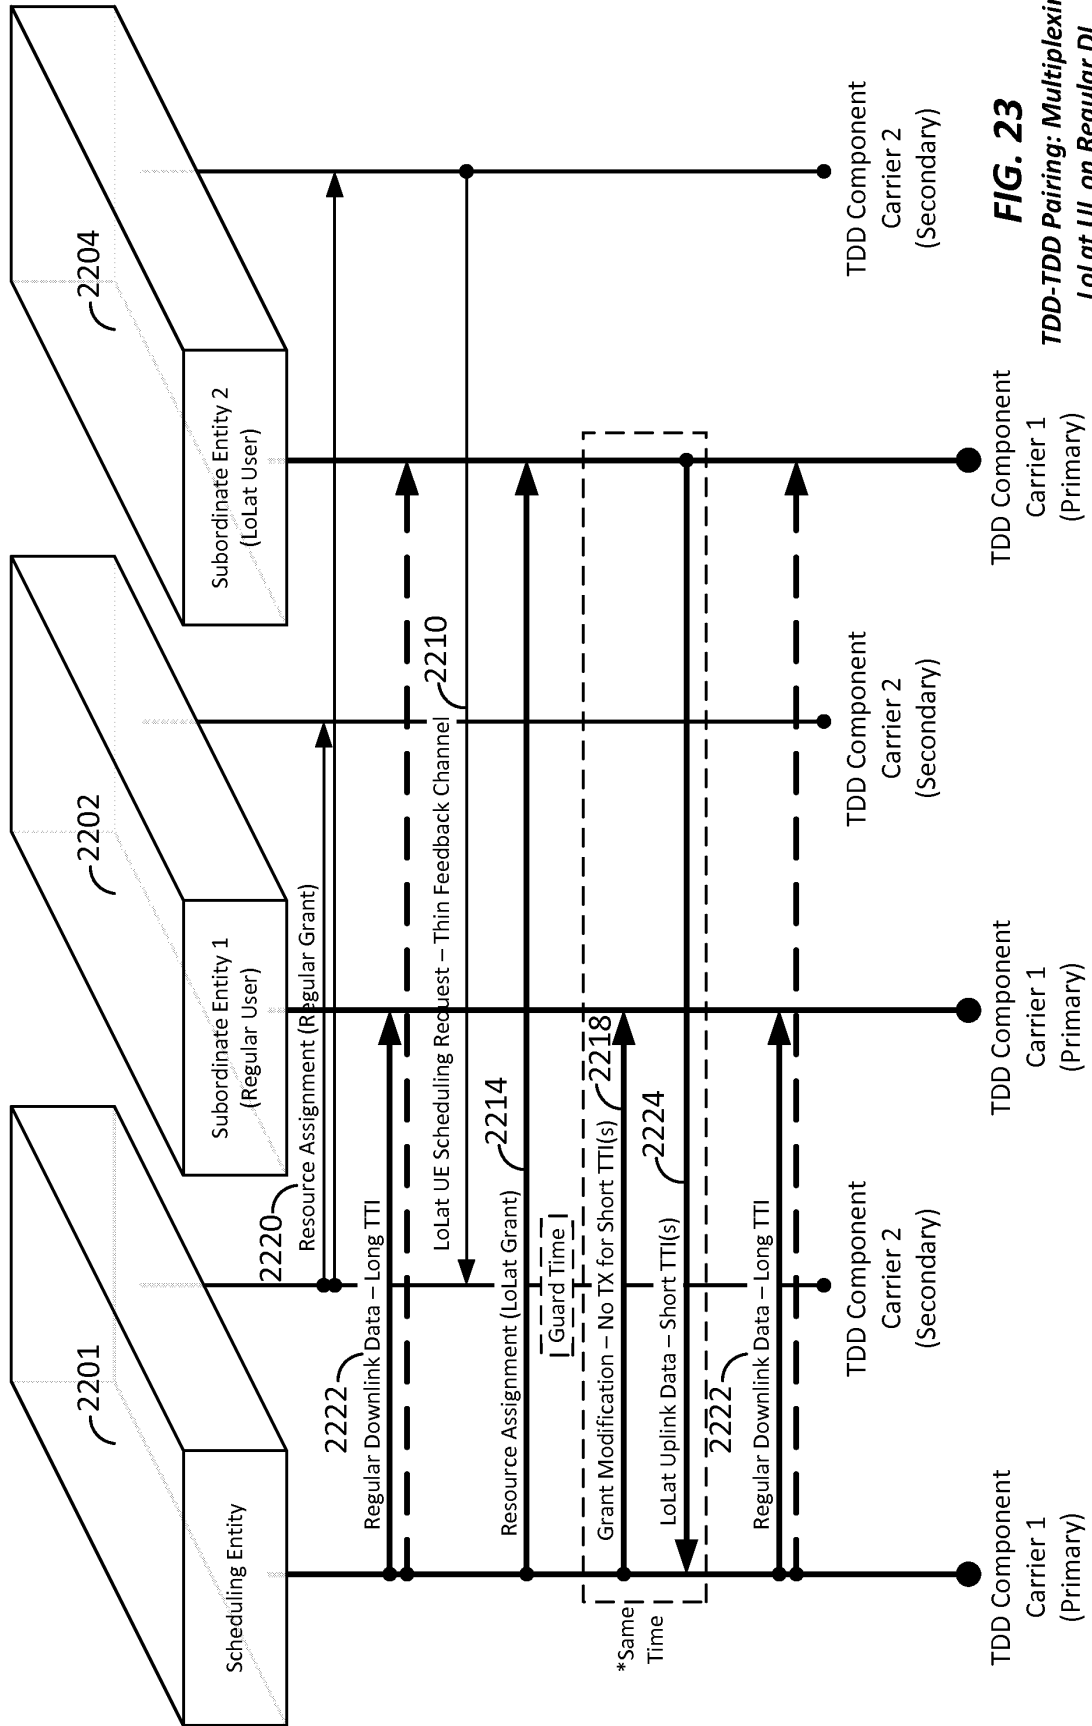 2201
2202
2204
Scheduling Entity
Subordinate Entity 1
(Regular User)
Subordinate Entity 2
(LoLat User)
2220
Resource Assignment (Regular Grant)
2222
Regular Downlink Data – Long TTI
2210
LoLat UE Scheduling Request – Thin Feedback Channel
2214
Resource Assignment (LoLat Grant)
Guard Time
*Same
Time
2218
Grant Modification – No TX for Short TTI(s)
2224
LoLat Uplink Data – Short TTI(s)
2222
Regular Downlink Data – Long TTI
TDD Component
Carrier 1
(Primary)
TDD Component
Carrier 2
(Secondary)
TDD Component
Carrier 1
(Primary)
TDD Component
Carrier 2
(Secondary)
TDD Component
Carrier 1
(Primary)
TDD Component
Carrier 2
(Secondary)
FIG. 23
TDD-TDD Pairing:
LoLat UL on Regular